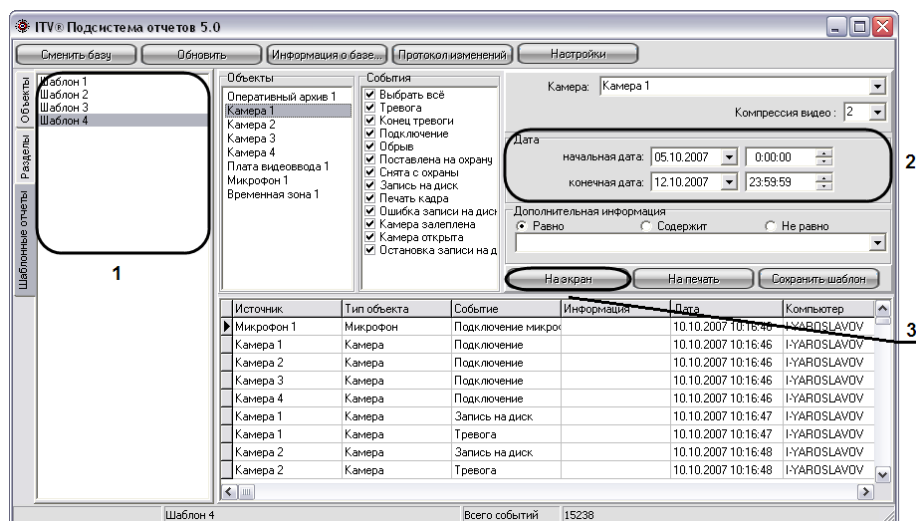 ITV® Подсистема отчетов 5.0
Сменить базу Обновить Информация о базе... Протокол изменений Настройки
Объекты
Разделы
Шаблонные отчеты
Шаблон 1
Шаблон 2
Шаблон 3
Шаблон 4
1
Объекты
Оперативный архив 1
Камера 1
Камера 2
Камера 3
Камера 4
Плата видеоввода 1
Микрофон 1
Временная зона 1
События
Выбрать всё
Тревога
Конец тревоги
Подключение
Обрыв
Поставлена на охрану
Снята с охраны
Запись на диск
Печать кадра
Ошибка записи на диск
Камера залеплена
Камера открыта
Остановка записи на д
Камера: Камера 1
Компрессия видео : 2
Дата
начальная дата: 05.10.2007 0:00:00
конечная дата: 12.10.2007 23:59:59
2
Дополнительная информация
Равно Содержит Не равно
На экран На печать Сохранить шаблон
3
Источник Тип объекта Событие Информация Дата Компьютер
Микрофон 1 Микрофон Подключение микро 10.10.2007 10:16:46 I-YAROSLAVOV
Камера 1 Камера Подключение 10.10.2007 10:16:46 I-YAROSLAVOV
Камера 2 Камера Подключение 10.10.2007 10:16:46 I-YAROSLAVOV
Камера 3 Камера Подключение 10.10.2007 10:16:46 I-YAROSLAVOV
Камера 4 Камера Подключение 10.10.2007 10:16:46 I-YAROSLAVOV
Камера 1 Камера Запись на диск 10.10.2007 10:16:47 I-YAROSLAVOV
Камера 1 Камера Тревога 10.10.2007 10:16:47 I-YAROSLAVOV
Камера 2 Камера Запись на диск 10.10.2007 10:16:48 I-YAROSLAVOV
Камера 2 Камера Тревога 10.10.2007 10:16:48 I-YAROSLAVOV
Шаблон 4 Всего событий 15238